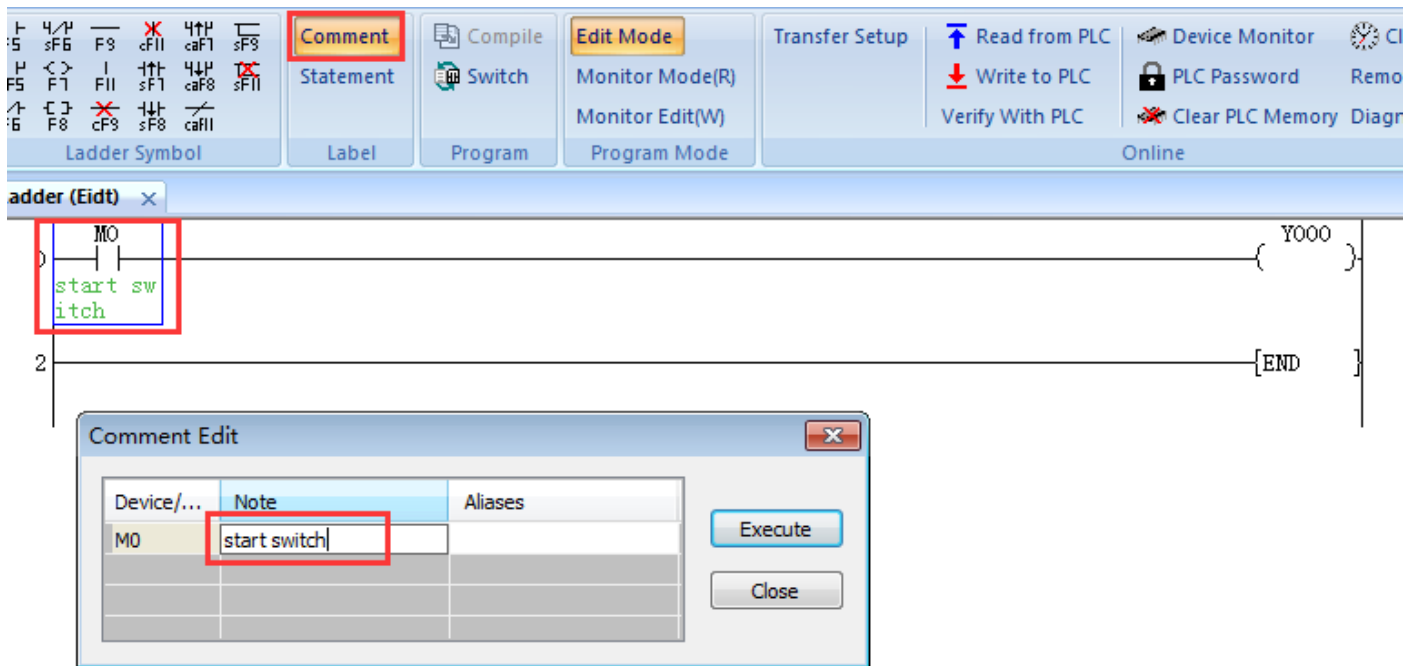 F5 sF6 F9 cF11 caF1 sF9 Comment Compile Edit Mode Transfer Setup Read from PLC Device Monitor Cl
F5 F7 F11 sF7 caF8 sF11 Statement Switch Monitor Mode(R) Write to PLC PLC Password Remo
F6 F8 cF9 sF8 caF11 Monitor Edit(W) Verify With PLC Clear PLC Memory Diagn
Ladder Symbol Label Program Program Mode Online
adder (Eidt)
M0 Y000
start sw
itch
2 END
Comment Edit
Device/... Note Aliases
M0 start switch
Execute
Close